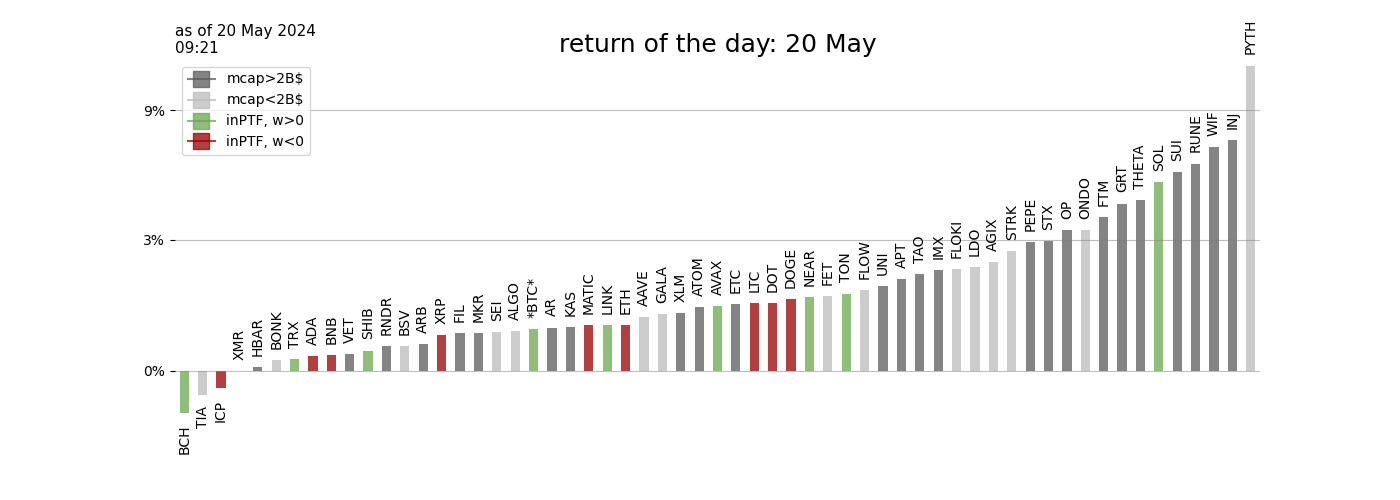 as of 20 May 2024
09:21
return of the day: 20 May
mcap>2B$
mcap<2B$
inPTF, w>0
inPTF, w<0
9%
3%
0%
BCH
TIA
ICP
XMR
HBAR
BONK
TRX
ADA
BNB
VET
SHIB
RNDR
BSV
ARB
XRP
FIL
MKR
SEI
ALGO
*BTC*
AR
KAS
MATIC
LINK
ETH
AAVE
GALA
XLM
ATOM
AVAX
ETC
LTC
DOT
DOGE
NEAR
FET
TON
FLOW
UNI
APT
TAO
IMX
FLOKI
LDO
AGIX
STRK
PEPE
STX
OP
ONDO
FTM
GRT
THETA
SOL
SUI
RUNE
WIF
INJ
PYTH